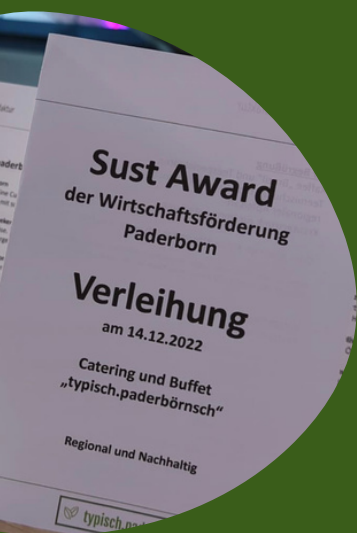 Sust Award
der Wirtschaftsförderung
Paderborn
Verleihung
am 14.12.2022
Catering und Buffet
„typisch.paderbörnsch“
Regional und Nachhaltig